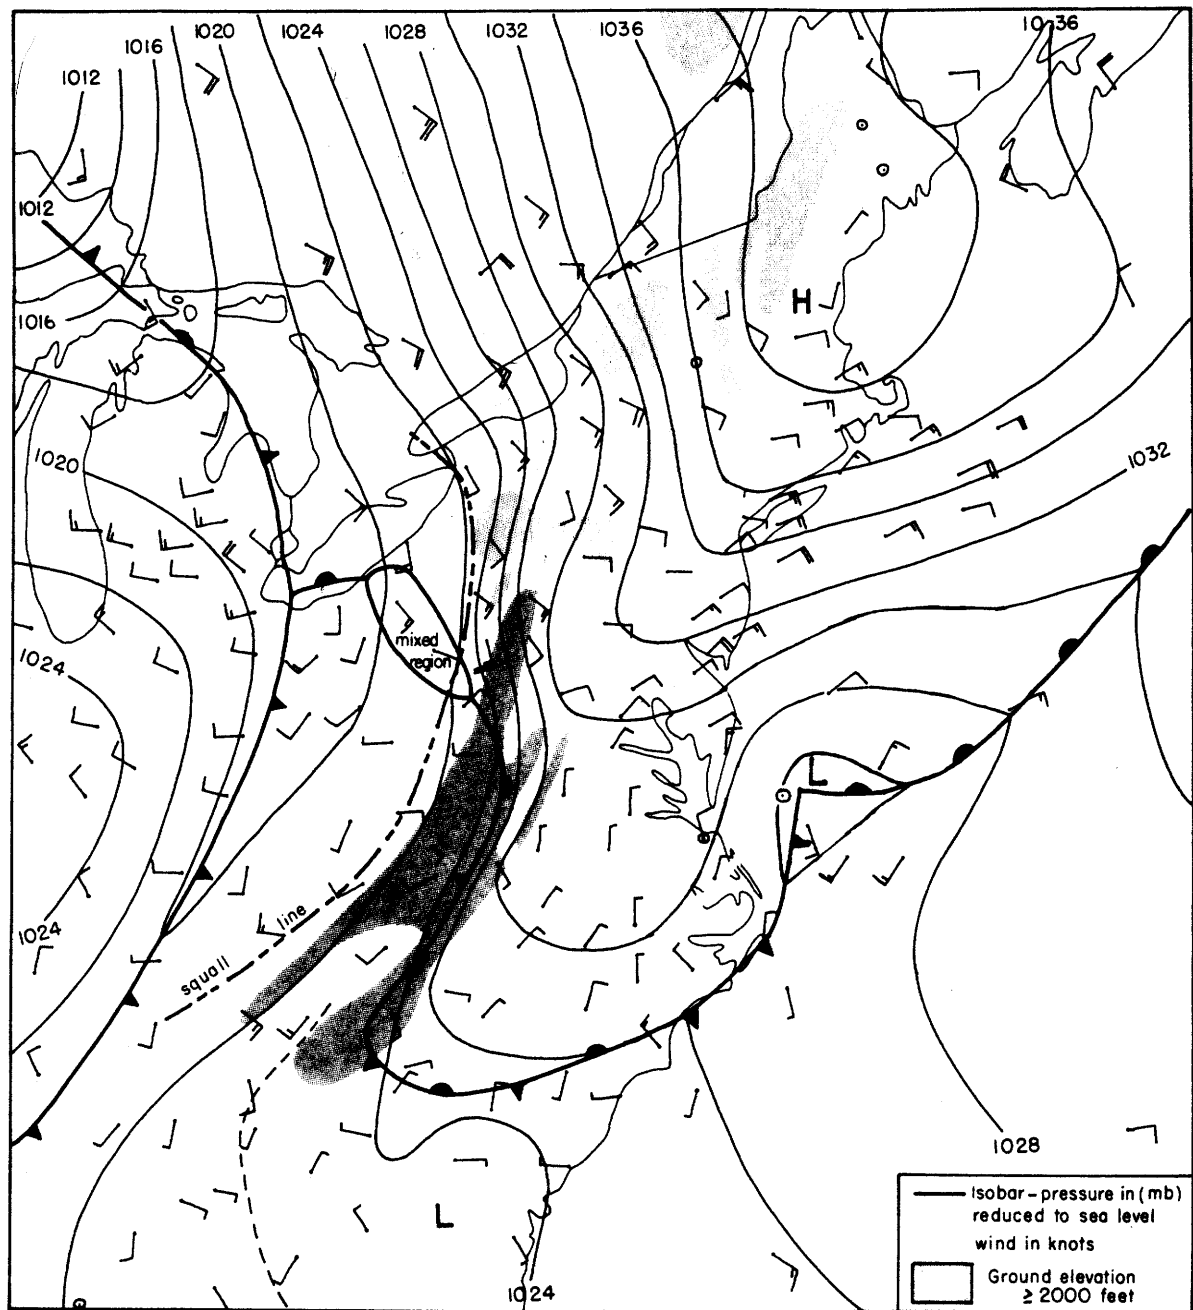 1016
1020
1024
1028
1032
1036
1036
1012
1012
1016
H
1020
1032
1024
mixed
region
L
1024
line
squall
1028
L
1024
Isobar-pressure in (mb)
reduced to sea level
wind in knots
Ground elevation
≥ 2000 feet